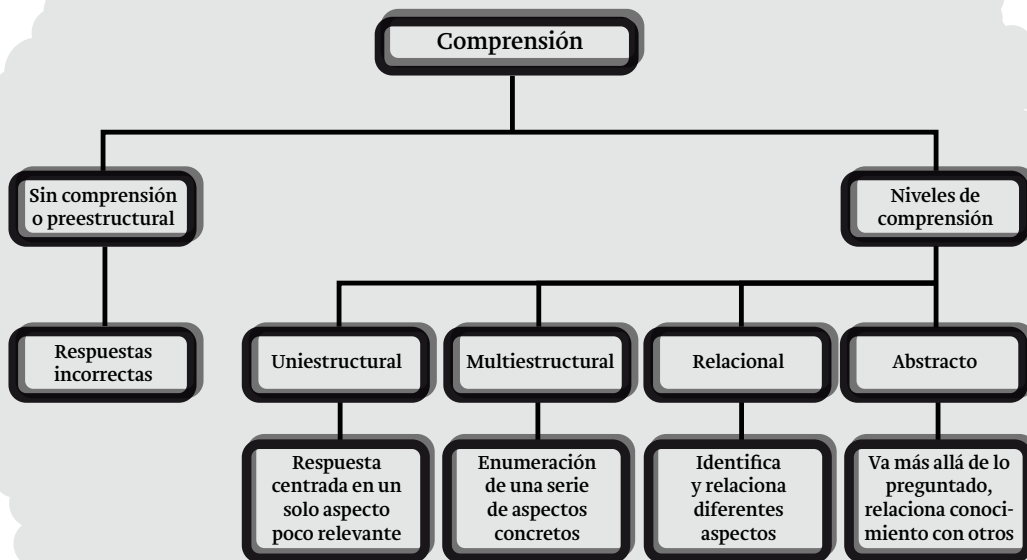 Comprensión
Sin comprensión
o preestructural
Niveles de
comprensión
Respuestas
incorrectas
Uniestructural
Multiestructural
Relacional
Abstracto
Respuesta
centrada en un
solo aspecto
poco relevante
Enumeración
de una serie
de aspectos
concretos
Identifica
y relaciona
diferentes
aspectos
Va más allá de lo
preguntado,
relaciona conoci-
miento con otros